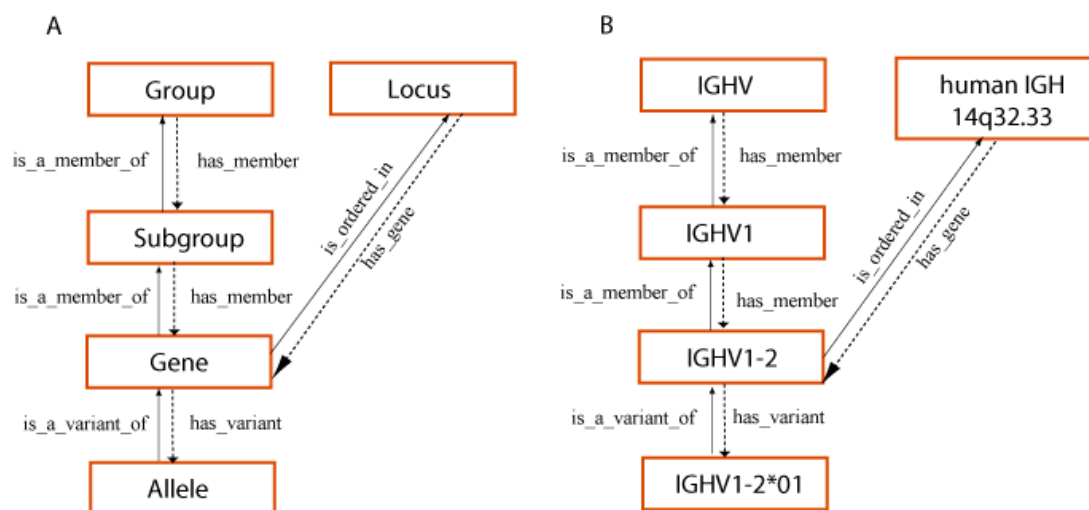 A
Group
Locus
is_a_member_of
has_member
is_ordered_in
has_gene
Subgroup
is_a_member_of
has_member
Gene
is_a_variant_of
has_variant
Allele
B
IGHV
human IGH
14q32.33
is_a_member_of
has_member
is_ordered_in
has_gene
IGHV1
is_a_member_of
has_member
IGHV1-2
is_a_variant_of
has_variant
IGHV1-2*01